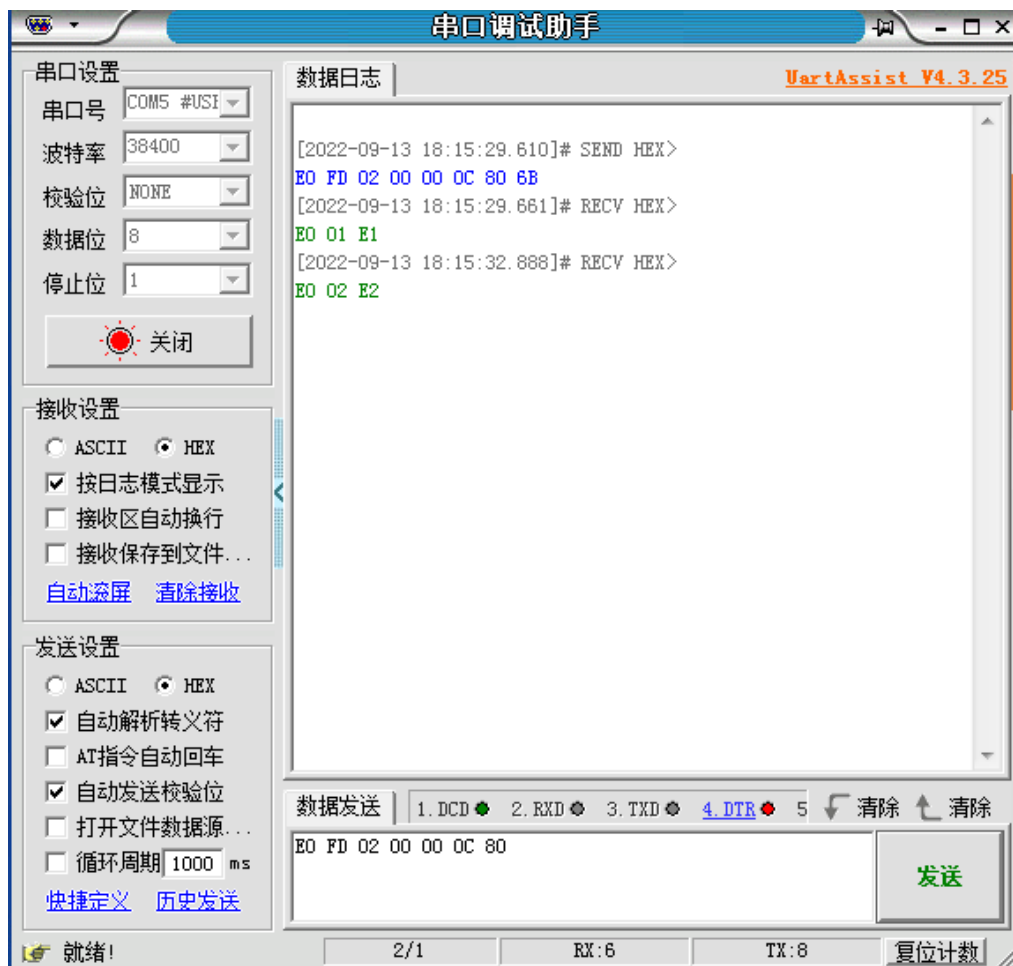 串口调试助手
串口设置
串口号 COM5 #USI
波特率 38400
校验位 NONE
数据位 8
停止位 1
关闭
接收设置
ASCII HEX
按日志模式显示
接收区自动换行
接收保存到文件...
自动滚屏 清除接收
发送设置
ASCII HEX
自动解析转义符
AT指令自动回车
自动发送校验位
打开文件数据源...
循环周期 1000 ms
快捷定义 历史发送
数据日志 UartAssist V4.3.25
[2022-09-13 18:15:29.610]# SEND HEX>
E0 FD 02 00 00 0C 80 6B
[2022-09-13 18:15:29.661]# RECV HEX>
E0 01 E1
[2022-09-13 18:15:32.888]# RECV HEX>
E0 02 E2
数据发送 1.DCD 2.RXD 3.TXD 4.DTR 5 清除 清除
E0 FD 02 00 00 0C 80
发送
就绪! 2/1 RX:6 TX:8 复位计数